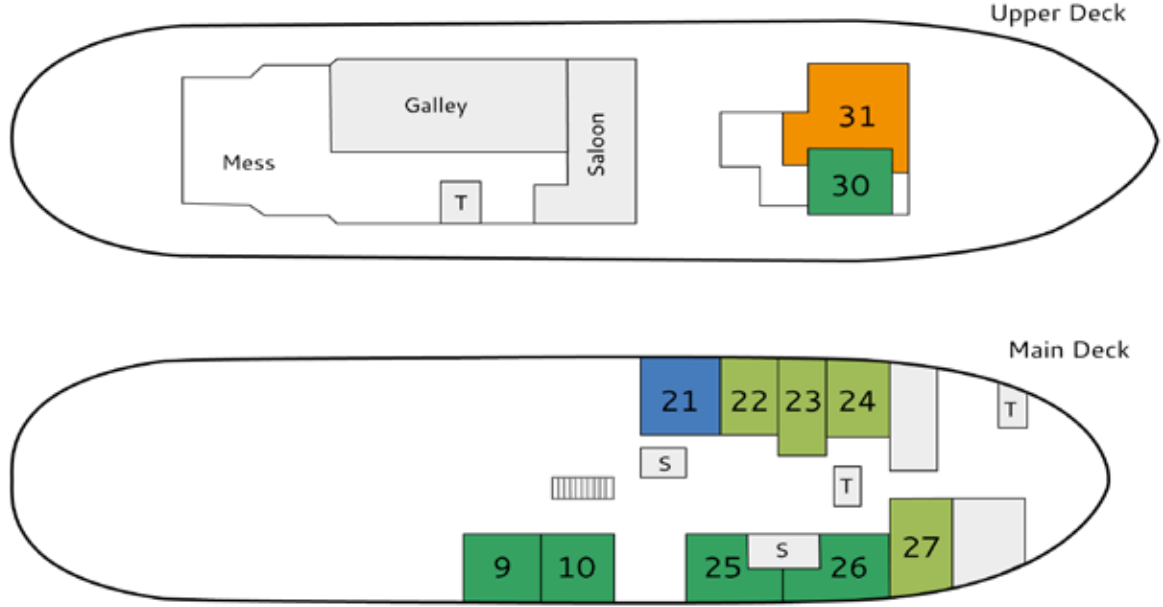 Upper Deck
Galley
Mess
T
Saloon
31
30
Main Deck
21
22
23
24
T
S
T
9
10
25
S
26
27